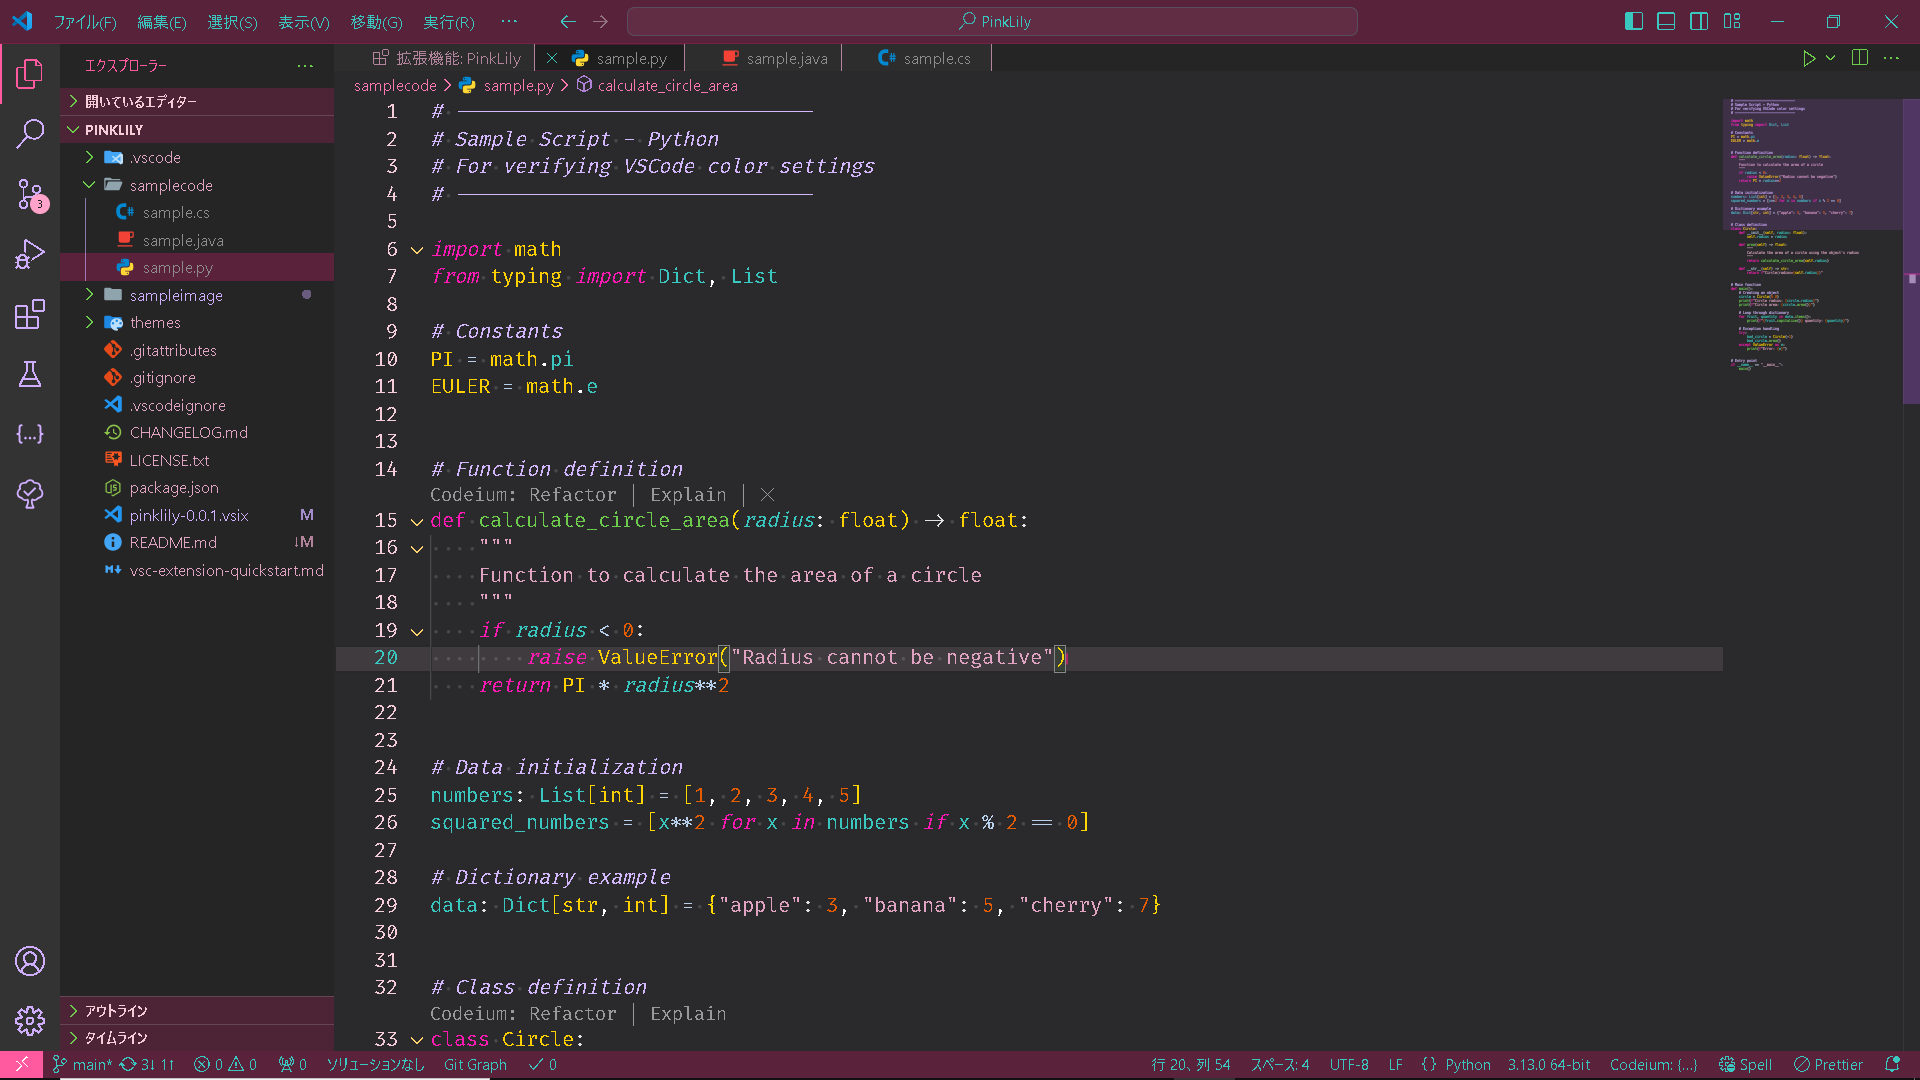 ファイル(F) 編集(E) 選択(S) 表示(V) 移動(G) 実行(R) ··· PinkLily
エクスプローラー ···
開いているエディター
PINKLILY
.vscode
samplecode
sample.cs
sample.java
sample.py
sampleimage
themes
.gitattributes
.gitignore
.vscodeignore
CHANGELOG.md
LICENSE.txt
package.json
pinklily-0.0.1.vsix M
README.md ↓M
vsc-extension-quickstart.md
アウトライン
タイムライン
3
拡張機能: PinkLily sample.py sample.java sample.cs
samplecode > sample.py > calculate_circle_area
1 # ──────────────────────────────
2 # Sample Script - Python
3 # For verifying VSCode color settings
4 # ──────────────────────────────
5
6 import math
7 from typing import Dict, List
8
9 # Constants
10 PI = math.pi
11 EULER = math.e
12
13
14 # Function definition
Codeium: Refactor | Explain | ×
15 def calculate_circle_area(radius: float) -> float:
16 """
17 Function to calculate the area of a circle
18 """
19 if radius < 0:
20 raise ValueError("Radius cannot be negative")
21 return PI * radius**2
22
23
24 # Data initialization
25 numbers: List[int] = [1, 2, 3, 4, 5]
26 squared_numbers = [x**2 for x in numbers if x % 2 == 0]
27
28 # Dictionary example
29 data: Dict[str, int] = {"apple": 3, "banana": 5, "cherry": 7}
30
31
32 # Class definition
Codeium: Refactor | Explain
33 class Circle:
main* 3↓ 1↑ 0 0 0 ソリューションなし Git Graph ✓ 0 行 20、列 54 スペース: 4 UTF-8 LF {} Python 3.13.0 64-bit Codeium: {...} Spell Prettier